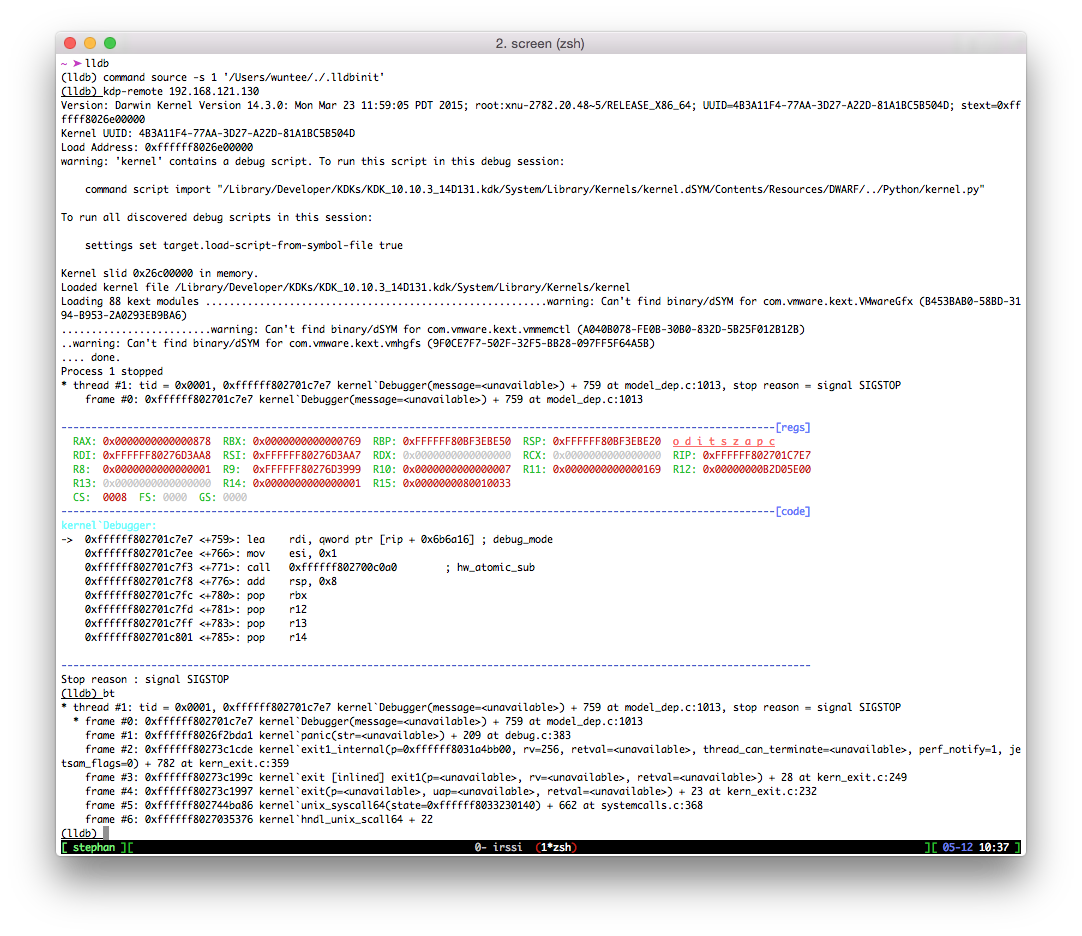 2. screen (zsh)
~ ➤ lldb
(lldb) command source -s 1 '/Users/wuntee/./.lldbinit'
(lldb) kdp-remote 192.168.121.130
Version: Darwin Kernel Version 14.3.0: Mon Mar 23 11:59:05 PDT 2015; root:xnu-2782.20.48~5/RELEASE_X86_64; UUID=4B3A11F4-77AA-3D27-A22D-81A1BC5B504D; stext=0xff
ffff8026e00000
Kernel UUID: 4B3A11F4-77AA-3D27-A22D-81A1BC5B504D
Load Address: 0xffffff8026e00000
warning: 'kernel' contains a debug script. To run this script in this debug session:
    command script import "/Library/Developer/KDKs/KDK_10.10.3_14D131.kdk/System/Library/Kernels/kernel.dSYM/Contents/Resources/DWARF/../Python/kernel.py"
To run all discovered debug scripts in this session:
    settings set target.load-script-from-symbol-file true
Kernel slid 0x26c00000 in memory.
Loaded kernel file /Library/Developer/KDKs/KDK_10.10.3_14D131.kdk/System/Library/Kernels/kernel
Loading 88 kext modules .........................................................warning: Can't find binary/dSYM for com.vmware.kext.VMwareGfx (B453BAB0-58BD-31
94-B953-2A0293EB9BA6)
.........................warning: Can't find binary/dSYM for com.vmware.kext.vmmemctl (A040B078-FE0B-30B0-832D-5B25F012B12B)
..warning: Can't find binary/dSYM for com.vmware.kext.vmhgfs (9F0CE7F7-502F-32F5-BB28-097FF5F64A5B)
.... done.
Process 1 stopped
* thread #1: tid = 0x0001, 0xffffff802701c7e7 kernel`Debugger(message=<unavailable>) + 759 at model_dep.c:1013, stop reason = signal SIGSTOP
    frame #0: 0xffffff802701c7e7 kernel`Debugger(message=<unavailable>) + 759 at model_dep.c:1013
-----------------------------------------------------------------------------------------------------------------------[regs]
  RAX: 0x0000000000000878  RBX: 0x0000000000000769  RBP: 0xFFFFFF80BF3EBE50  RSP: 0xFFFFFF80BF3EBE20  o d i t s z a p c
  RDI: 0xFFFFFF80276D3AA8  RSI: 0xFFFFFF80276D3AA7  RDX: 0x0000000000000000  RCX: 0x0000000000000000  RIP: 0xFFFFFF802701C7E7
  R8:  0x0000000000000001  R9:  0xFFFFFF80276D3999  R10: 0x0000000000000007  R11: 0x0000000000000169  R12: 0x00000000B2D05E00
  R13: 0x0000000000000000  R14: 0x0000000000000001  R15: 0x0000000080010033
  CS:  0008  FS: 0000  GS: 0000
-----------------------------------------------------------------------------------------------------------------------[code]
kernel`Debugger:
->  0xffffff802701c7e7 <+759>: lea    rdi, qword ptr [rip + 0x6b6a16] ; debug_mode
    0xffffff802701c7ee <+766>: mov    esi, 0x1
    0xffffff802701c7f3 <+771>: call   0xffffff802700c0a0        ; hw_atomic_sub
    0xffffff802701c7f8 <+776>: add    rsp, 0x8
    0xffffff802701c7fc <+780>: pop    rbx
    0xffffff802701c7fd <+781>: pop    r12
    0xffffff802701c7ff <+783>: pop    r13
    0xffffff802701c801 <+785>: pop    r14
-----------------------------------------------------------------------------------------------------------------------------
Stop reason : signal SIGSTOP
(lldb) bt
* thread #1: tid = 0x0001, 0xffffff802701c7e7 kernel`Debugger(message=<unavailable>) + 759 at model_dep.c:1013, stop reason = signal SIGSTOP
  * frame #0: 0xffffff802701c7e7 kernel`Debugger(message=<unavailable>) + 759 at model_dep.c:1013
    frame #1: 0xffffff8026f2bda1 kernel`panic(str=<unavailable>) + 209 at debug.c:383
    frame #2: 0xffffff80273c1cde kernel`exit1_internal(p=0xffffff8031a4bb00, rv=256, retval=<unavailable>, thread_can_terminate=<unavailable>, perf_notify=1, je
tsam_flags=0) + 782 at kern_exit.c:359
    frame #3: 0xffffff80273c199c kernel`exit [inlined] exit1(p=<unavailable>, rv=<unavailable>, retval=<unavailable>) + 28 at kern_exit.c:249
    frame #4: 0xffffff80273c1997 kernel`exit(p=<unavailable>, uap=<unavailable>, retval=<unavailable>) + 23 at kern_exit.c:232
    frame #5: 0xffffff802744ba86 kernel`unix_syscall64(state=0xffffff8033230140) + 662 at systemcalls.c:368
    frame #6: 0xffffff8027035376 kernel`hndl_unix_scall64 + 22
(lldb)
[ stephan ][ 0- irssi (1*zsh) ][ 05-12 10:37 ]